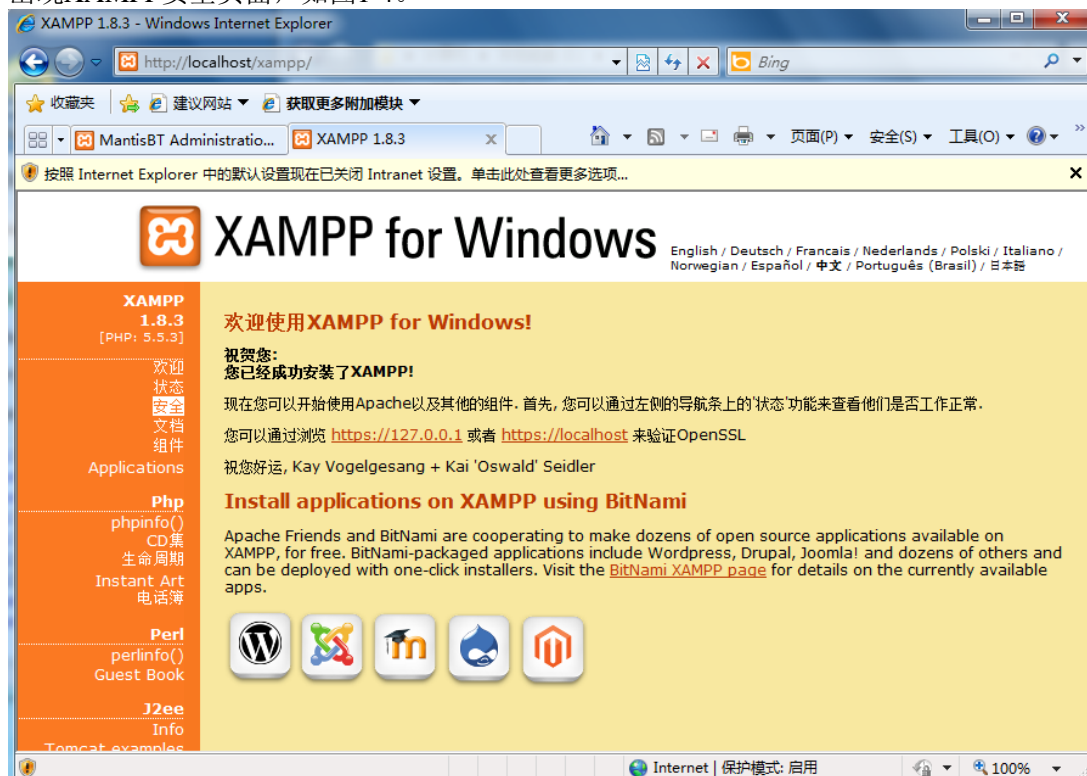 XAMPP 1.8.3 - Windows Internet Explorer
http://localhost/xampp/
Bing
收藏夹
建议网站
获取更多附加模块
MantisBT Administratio...
XAMPP 1.8.3
页面(P)
安全(S)
工具(O)
按照 Internet Explorer 中的默认设置现在已关闭 Intranet 设置。单击此处查看更多选项...
XAMPP for Windows
English / Deutsch / Francais / Nederlands / Polski / Italiano /
Norwegian / Español / 中文 / Português (Brasil) / 日本語
XAMPP
1.8.3
[PHP: 5.5.3]
欢迎
状态
安全
文档
组件
Applications
Php
phpinfo()
CD集
生命周期
Instant Art
电话簿
Perl
perlinfo()
Guest Book
J2ee
Info
Tomcat examples
欢迎使用XAMPP for Windows!
祝贺您:
您已经成功安装了XAMPP!
现在您可以开始使用Apache以及其他的组件. 首先, 您可以通过左侧的导航条上的'状态'功能来查看他们是否工作正常.
您可以通过浏览 https://127.0.0.1 或者 https://localhost 来验证OpenSSL
祝您好运, Kay Vogelgesang + Kai 'Oswald' Seidler
Install applications on XAMPP using BitNami
Apache Friends and BitNami are cooperating to make dozens of open source applications available on
XAMPP, for free. BitNami-packaged applications include Wordpress, Drupal, Joomla! and dozens of others and
can be deployed with one-click installers. Visit the BitNami XAMPP page for details on the currently available
apps.
Internet | 保护模式: 启用
100%